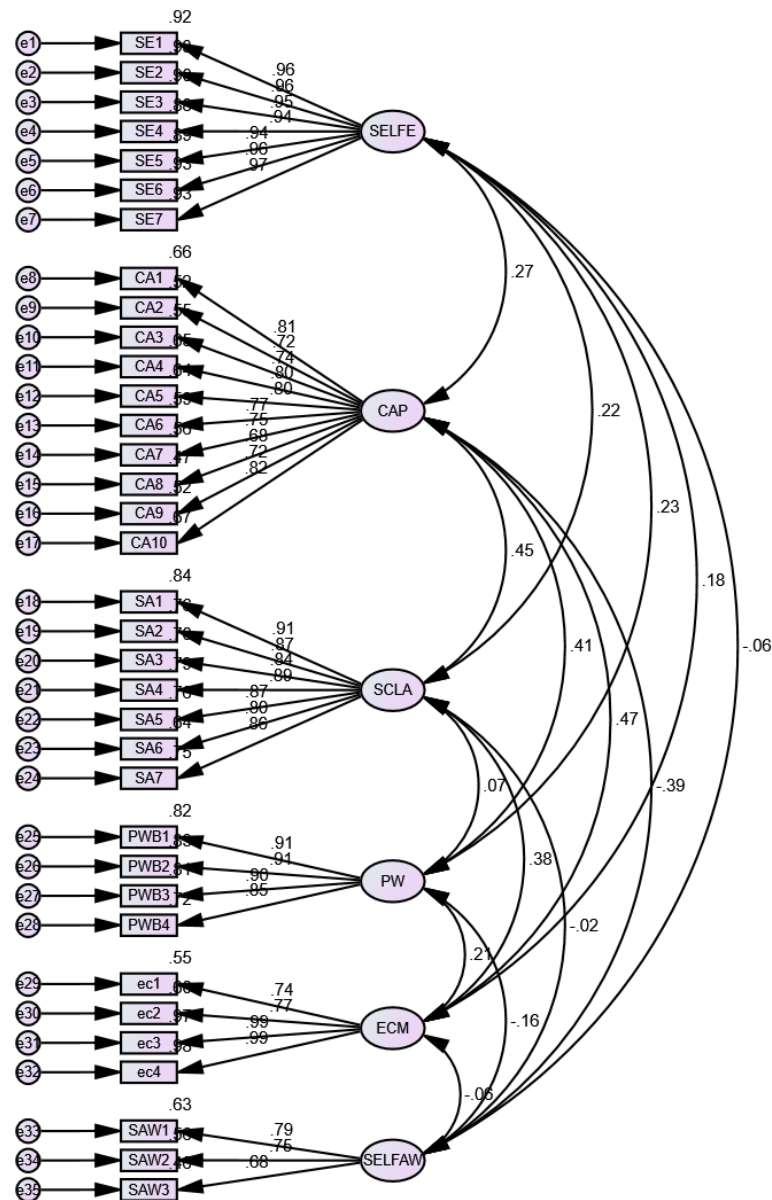 .92
e1 SE1
e2 SE2 .96
e3 SE3 .96
.95
e4 SE4 .94 SELFE
e5 SE5 .94
e6 SE6 .96
e7 SE7 .93 .97
.27
.66
e8 CA1
e9 CA2
e10 CA3 .81
e11 CA4 .72
.74
e12 CA5 .80
.80
e13 CA6 .77 CAP .22
e14 CA7 .75
e15 CA8 .68
.72
e16 CA9 .82
e17 CA10 .67
.23
.45
.18
.84
e18 SA1
e19 SA2 .91
e20 SA3 .87
.84
e21 SA4 .89 SCLA .41 -.06
e22 SA5 .87
e23 SA6 .80
e24 SA7 .86
.47
.07 -.39
.82
e25 PWB1
e26 PWB2 .91
.91
e27 PWB3 .90 PW .38
e28 PWB4 .85
-.02
.21
.55
e29 ec1
e30 ec2 .74
.77
e31 ec3 .99 ECM -.16
e32 ec4 .98 .99
-.06
.63
e33 SAW1 .79
e34 SAW2 .75 SELFAW
e35 SAW3 .68